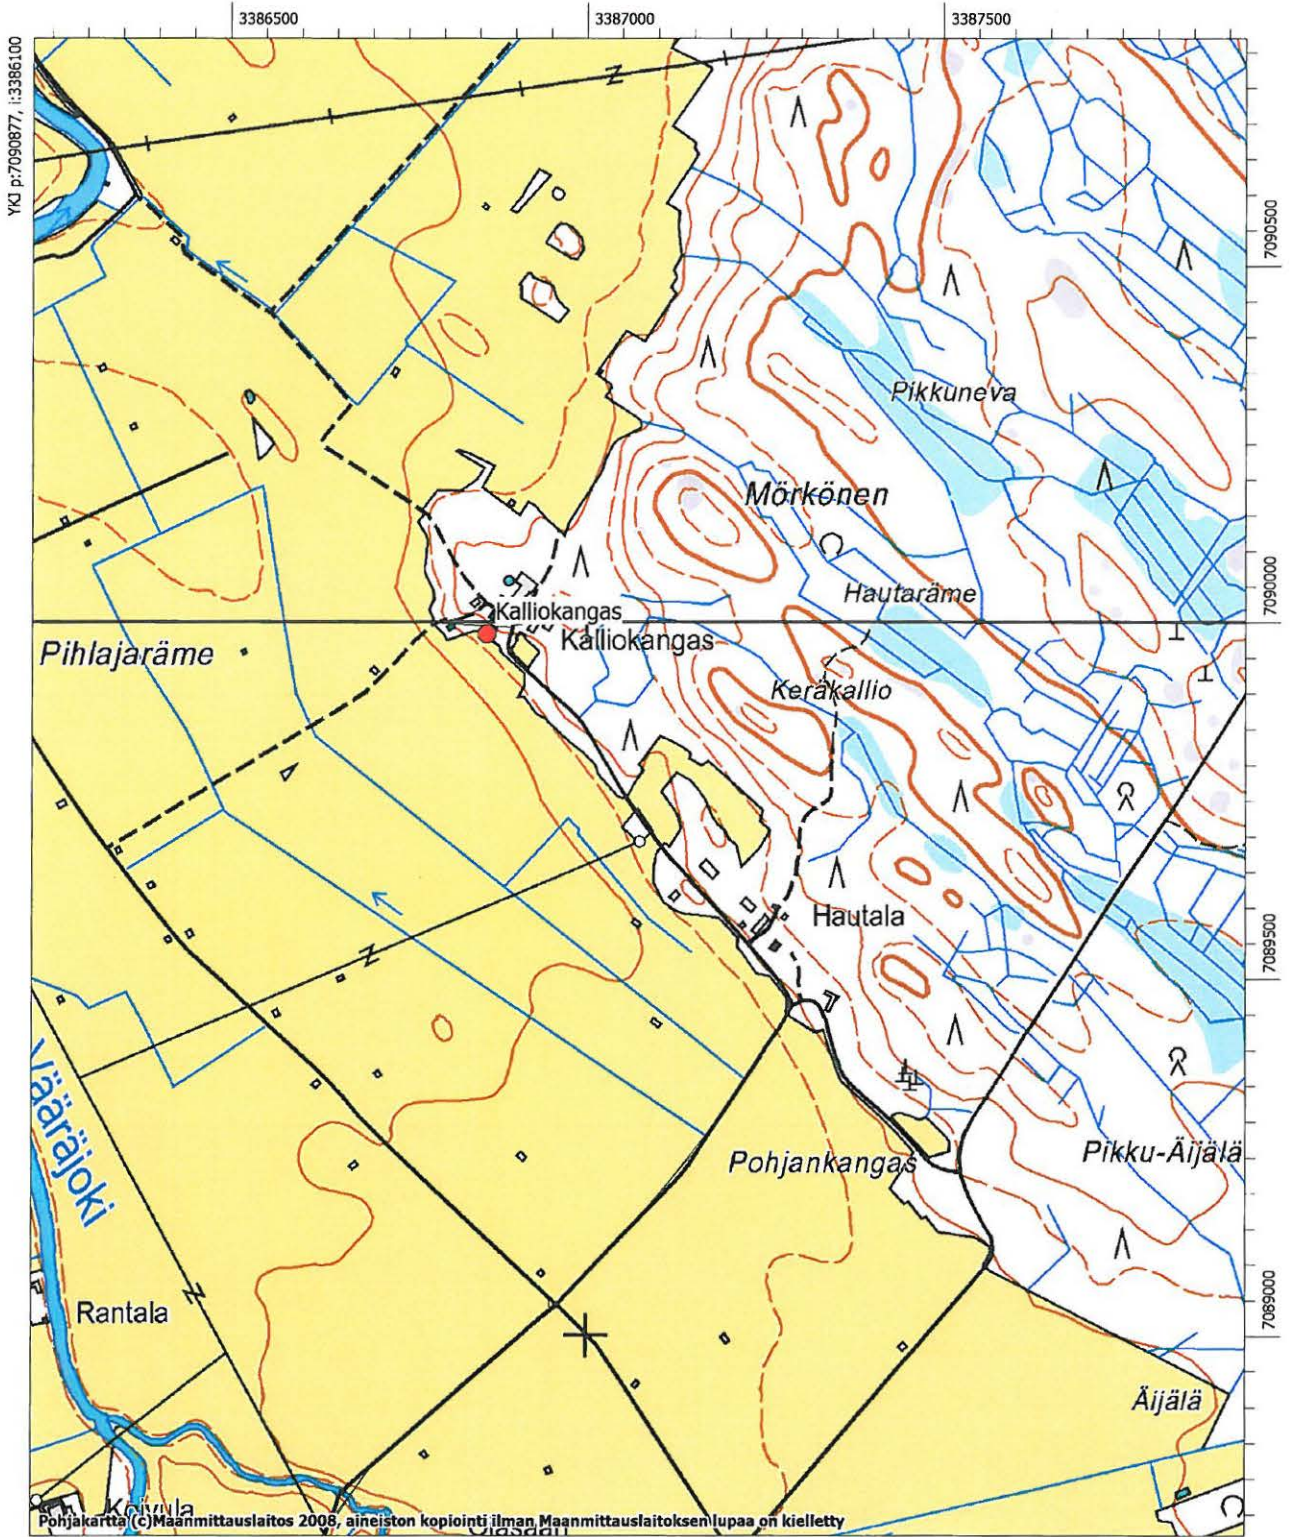 3386500
3387000
3387500
YKJ p:7090877, i:3386100
7090500
Pikkuneva
Mörkönen
7090000
Hautaräme
Kalliokangas
Kalliokangas
Pihlajaräme
Keräkallio
Hautala
7089500
Vääräjoki
Pohjankangas
Pikku-Äijälä
Rantala
7089000
Äijälä
Koivula
Pohjakartta (c)Maanmittauslaitos 2008, aineiston kopiointi ilman Maanmittauslaitoksen lupaa on kielletty